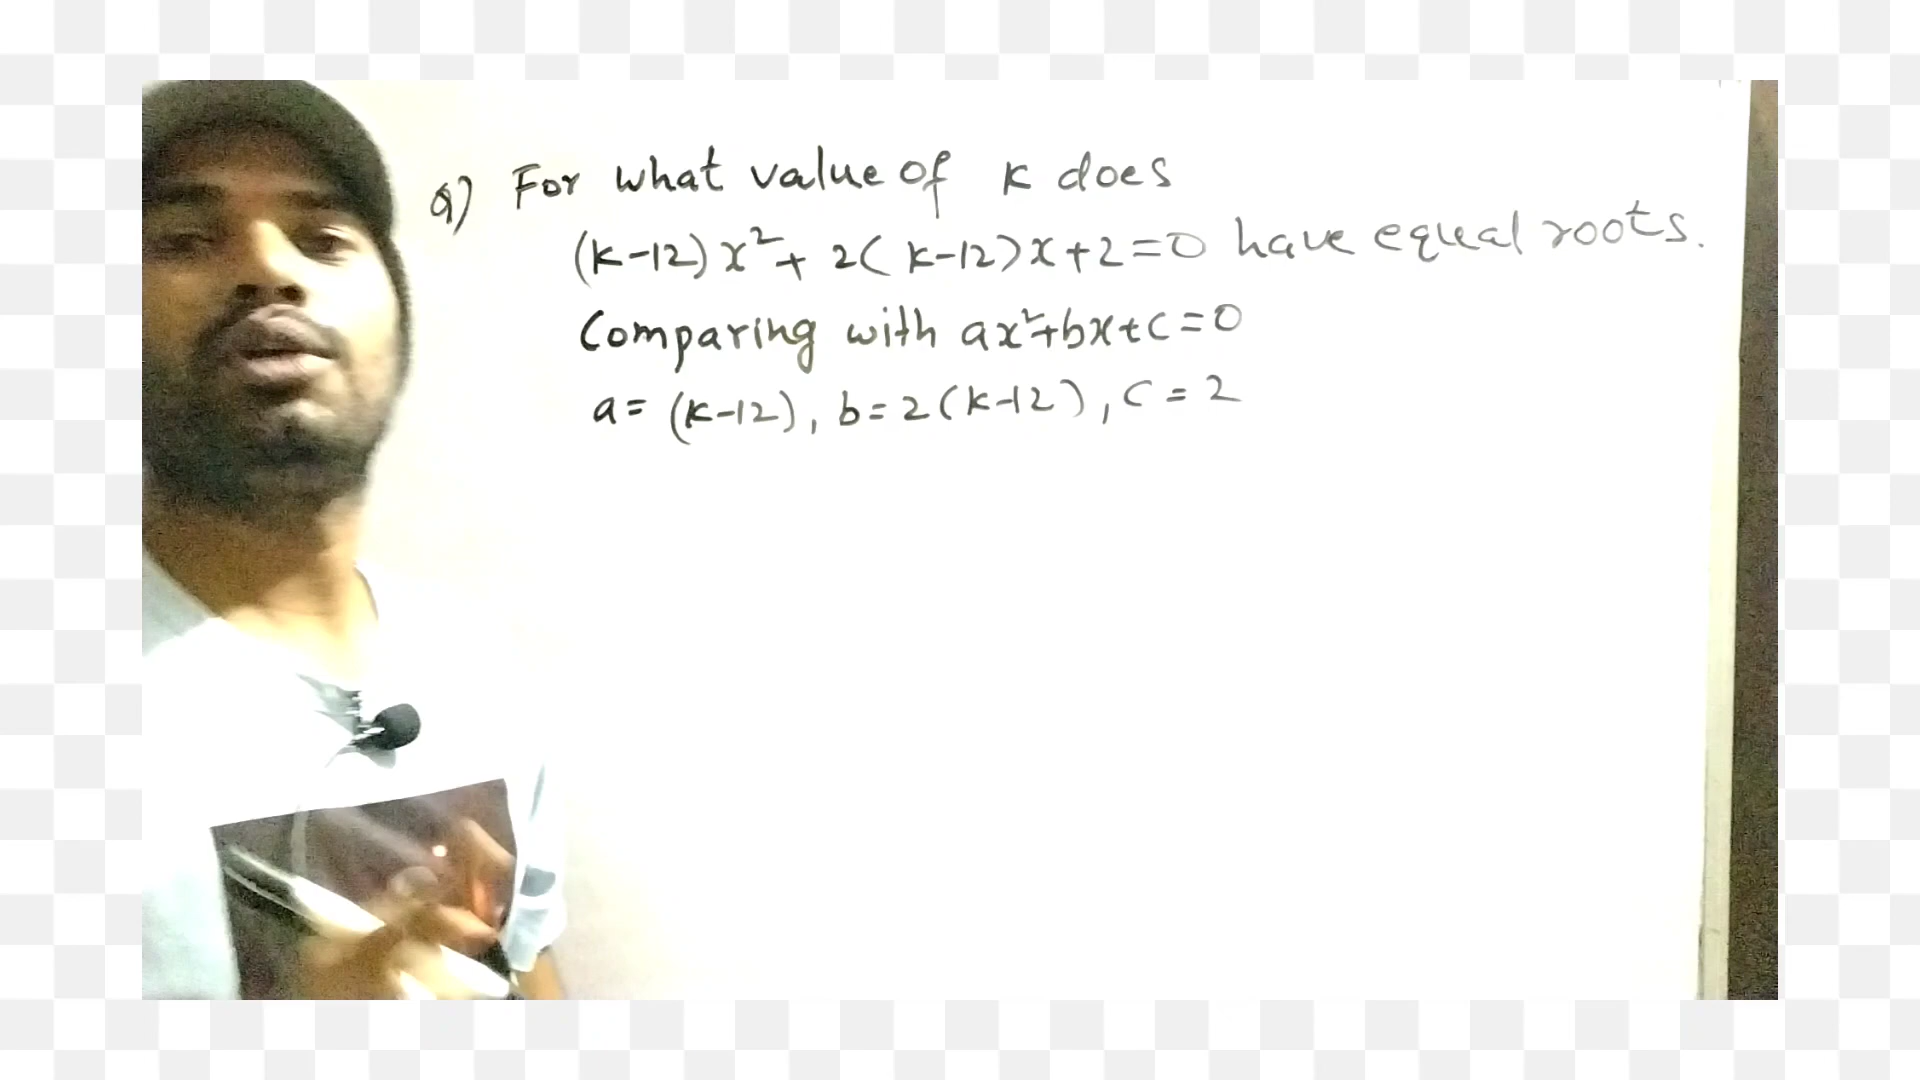 Q) For what value of K does
(K-12)x²+ 2(K-12)x+2=0 have equal roots.
Comparing with ax²+bx+c=0
a= (K-12), b=2(K-12), c = 2